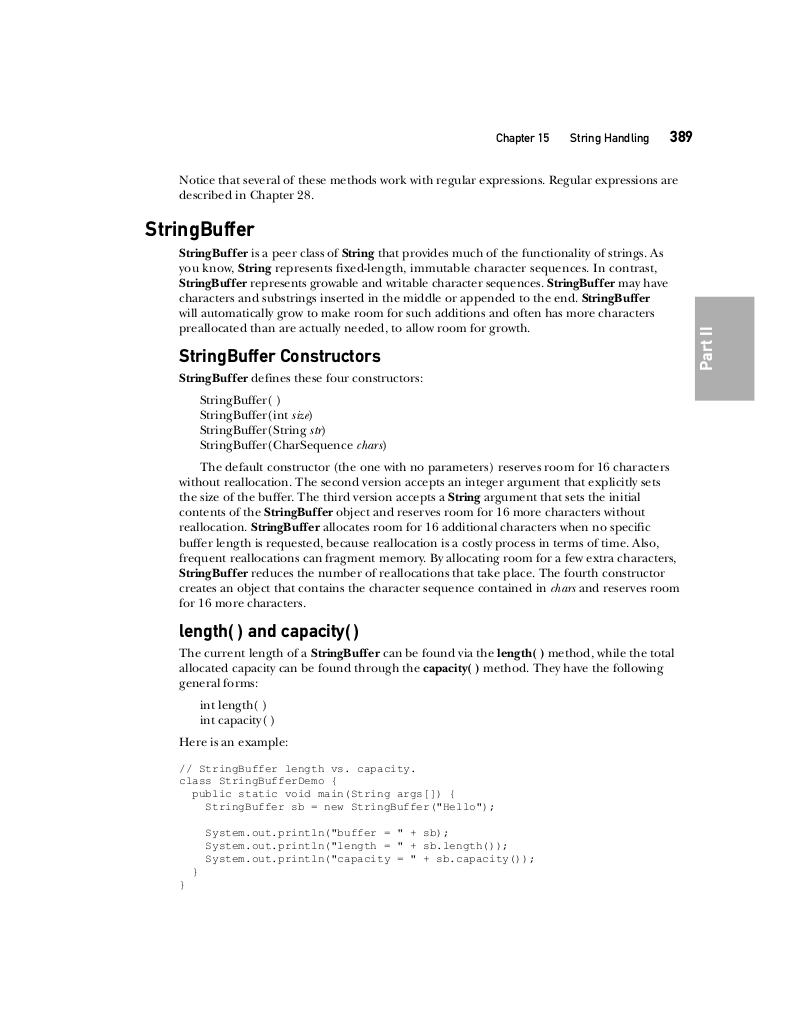 Chapter 15 String Handling 389
Notice that several of these methods work with regular expressions. Regular expressions are
described in Chapter 28.
StringBuffer
StringBuffer is a peer class of String that provides much of the functionality of strings. As
you know, String represents fixed-length, immutable character sequences. In contrast,
StringBuffer represents growable and writable character sequences. StringBuffer may have
characters and substrings inserted in the middle or appended to the end. StringBuffer
will automatically grow to make room for such additions and often has more characters
preallocated than are actually needed, to allow room for growth.
Part II
StringBuffer Constructors
StringBuffer defines these four constructors:
StringBuffer( )
StringBuffer(int size)
StringBuffer(String str)
StringBuffer(CharSequence chars)
The default constructor (the one with no parameters) reserves room for 16 characters
without reallocation. The second version accepts an integer argument that explicitly sets
the size of the buffer. The third version accepts a String argument that sets the initial
contents of the StringBuffer object and reserves room for 16 more characters without
reallocation. StringBuffer allocates room for 16 additional characters when no specific
buffer length is requested, because reallocation is a costly process in terms of time. Also,
frequent reallocations can fragment memory. By allocating room for a few extra characters,
StringBuffer reduces the number of reallocations that take place. The fourth constructor
creates an object that contains the character sequence contained in chars and reserves room
for 16 more characters.
length( ) and capacity( )
The current length of a StringBuffer can be found via the length( ) method, while the total
allocated capacity can be found through the capacity( ) method. They have the following
general forms:
int length( )
int capacity( )
Here is an example:
// StringBuffer length vs. capacity.
class StringBufferDemo {
  public static void main(String args[]) {
    StringBuffer sb = new StringBuffer("Hello");

    System.out.println("buffer = " + sb);
    System.out.println("length = " + sb.length());
    System.out.println("capacity = " + sb.capacity());
  }
}